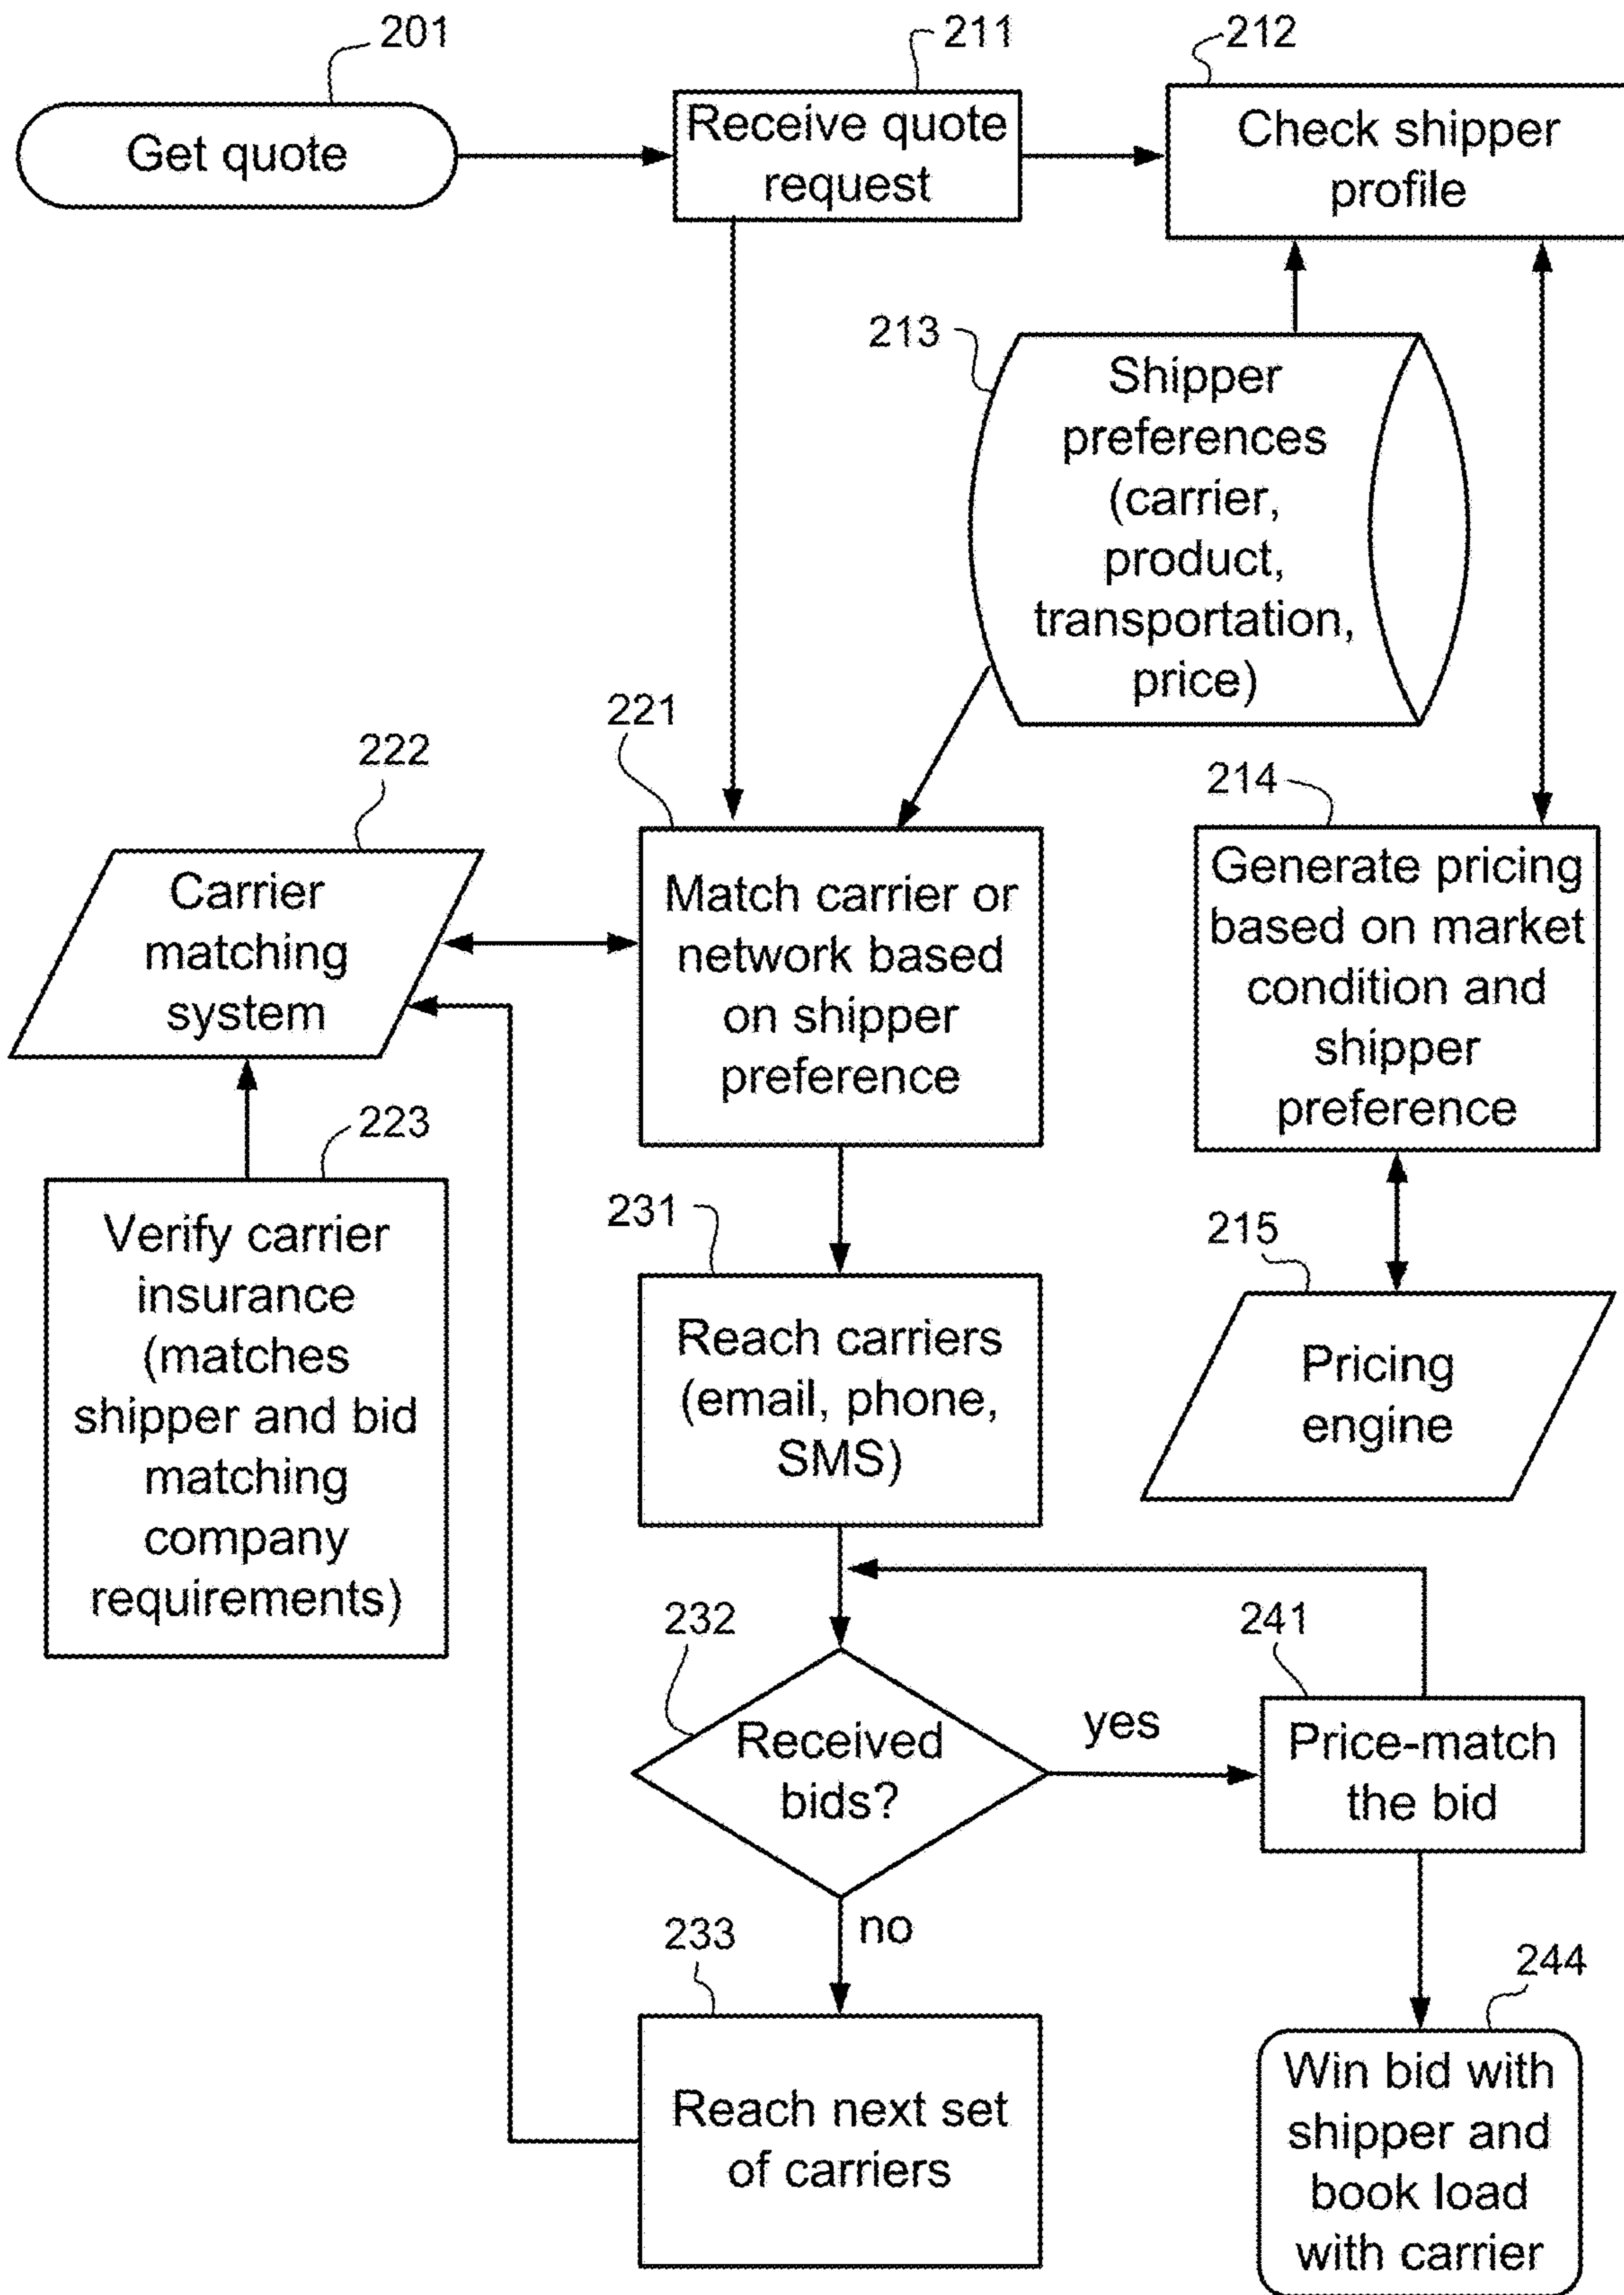 201
211
212
Get quote
Receive quote
request
Check shipper
profile
213
Shipper
preferences
(carrier,
product,
transportation,
price)
221
222
214
Carrier
matching
system
Match carrier or
network based
on shipper
preference
Generate pricing
based on market
condition and
shipper
preference
223
Verify carrier
insurance
(matches
shipper and bid
matching
company
requirements)
231
215
Reach carriers
(email, phone,
SMS)
Pricing
engine
232
241
Received
bids?
yes
Price-match
the bid
no
233
244
Reach next set
of carriers
Win bid with
shipper and
book load
with carrier